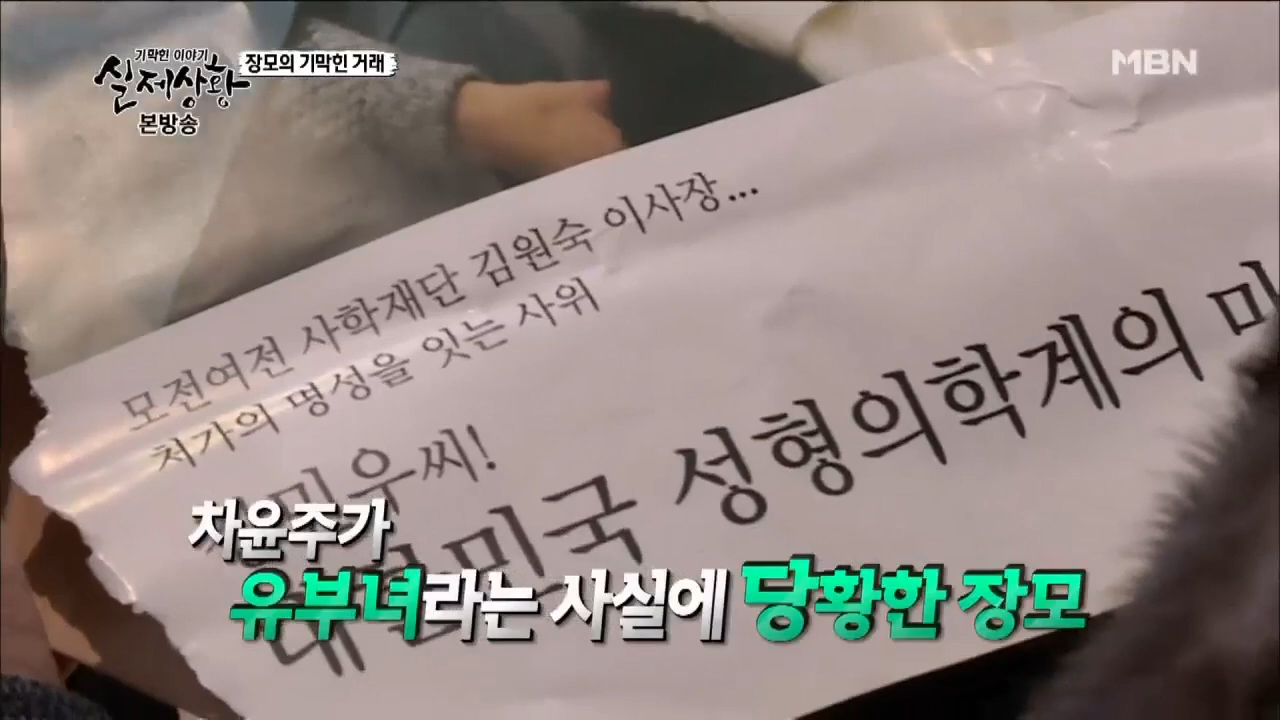 기막힌 이야기
실제상황
본방송
장모의 기막힌 거래
MBN
모전여전 사학재단 김원숙 이사장...
처가의 명성을 잇는 사위
민우씨!
대한민국 성형의학계의 미
차윤주가
유부녀라는 사실에 당황한 장모